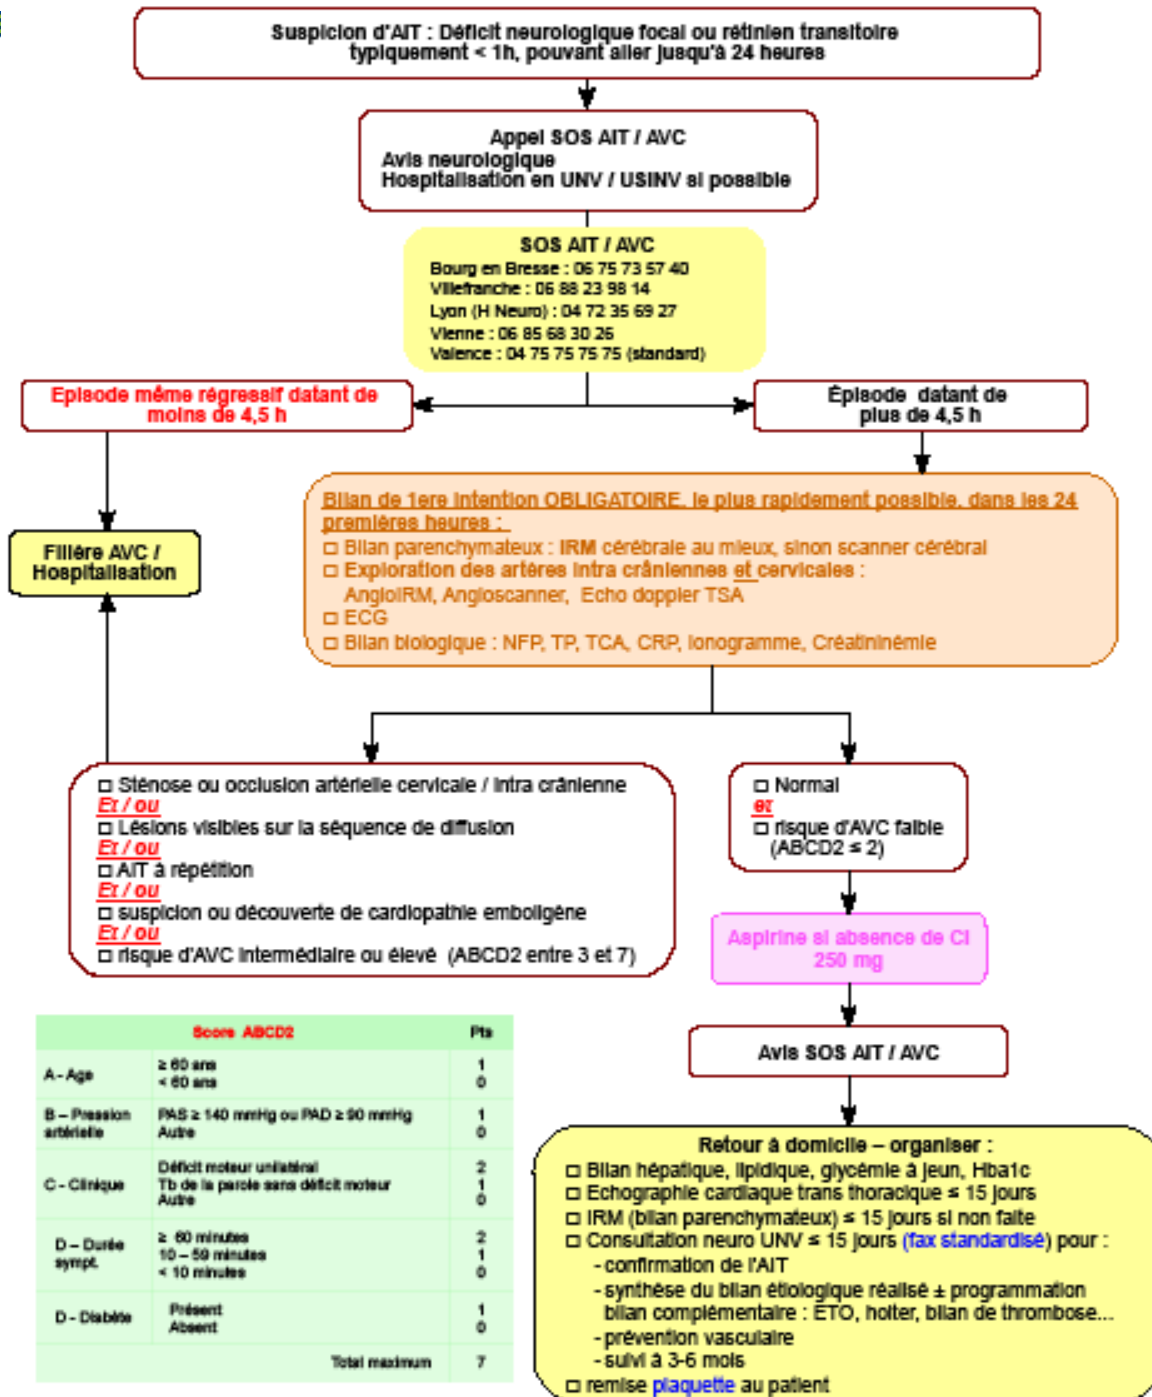 Suspicion d'AIT : Déficit neurologique focal ou rétinien transitoire
typiquement < 1h, pouvant aller jusqu'à 24 heures
Appel SOS AIT / AVC
Avis neurologique
Hospitalisation en UNV / USINV si possible
SOS AIT / AVC
Bourg en Bresse : 06 75 73 57 40
Villefranche : 06 88 23 98 14
Lyon (H Neuro) : 04 72 35 69 27
Vienne : 06 85 68 30 26
Valence : 04 75 75 75 75 (standard)
Episode même régressif datant de
moins de 4,5 h
Épisode datant de
plus de 4,5 h
Bilan de 1ere intention OBLIGATOIRE, le plus rapidement possible, dans les 24
premières heures :
□ Bilan parenchymateux : IRM cérébrale au mieux, sinon scanner cérébral
□ Exploration des artères intra crâniennes et cervicales :
AngioIRM, Angioscanner, Echo doppler TSA
□ ECG
□ Bilan biologique : NFP, TP, TCA, CRP, Ionogramme, Créatininémie
Filière AVC /
Hospitalisation
□ Sténose ou occlusion artérielle cervicale / intra crânienne
Et / ou
□ Lésions visibles sur la séquence de diffusion
Et / ou
□ AIT à répétition
Et / ou
□ suspicion ou découverte de cardiopathie emboligène
Et / ou
□ risque d'AVC intermédiaire ou élevé (ABCD2 entre 3 et 7)
□ Normal
et
□ risque d'AVC faible
(ABCD2 ≤ 2)
Aspirine si absence de CI
250 mg
Avis SOS AIT / AVC
Score ABCD2 Pts
A - Age ≥ 60 ans 1
< 60 ans 0
B – Pression artérielle PAS ≥ 140 mmHg ou PAD ≥ 90 mmHg 1
Autre 0
C - Clinique Déficit moteur unilatéral 2
Tb de la parole sans déficit moteur 1
Autre 0
D – Durée sympt. ≥ 60 minutes 2
10 – 59 minutes 1
< 10 minutes 0
D - Diabète Présent 1
Absent 0
Total maximum 7
Retour à domicile – organiser :
□ Bilan hépatique, lipidique, glycémie à jeun, Hba1c
□ Echographie cardiaque trans thoracique ≤ 15 jours
□ IRM (bilan parenchymateux) ≤ 15 jours si non faite
□ Consultation neuro UNV ≤ 15 jours (fax standardisé) pour :
- confirmation de l'AIT
- synthèse du bilan étiologique réalisé ± programmation
bilan complémentaire : ETO, holter, bilan de thrombose...
- prévention vasculaire
- suivi à 3-6 mois
□ remise plaquette au patient